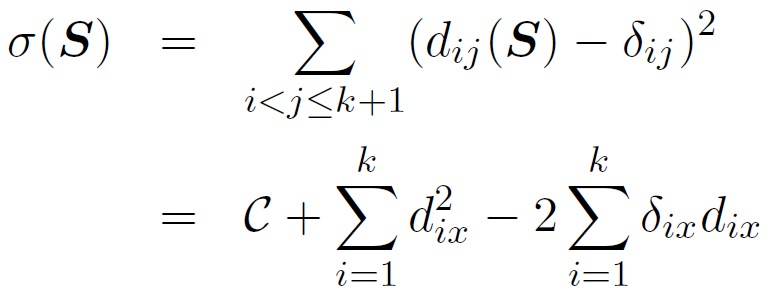 σ(S) = ∑_{i<j≤k+1} (d_{ij}(S) − δ_{ij})^2
= C + ∑_{i=1}^{k} d_{ix}^2 − 2 ∑_{i=1}^{k} δ_{ix} d_{ix}